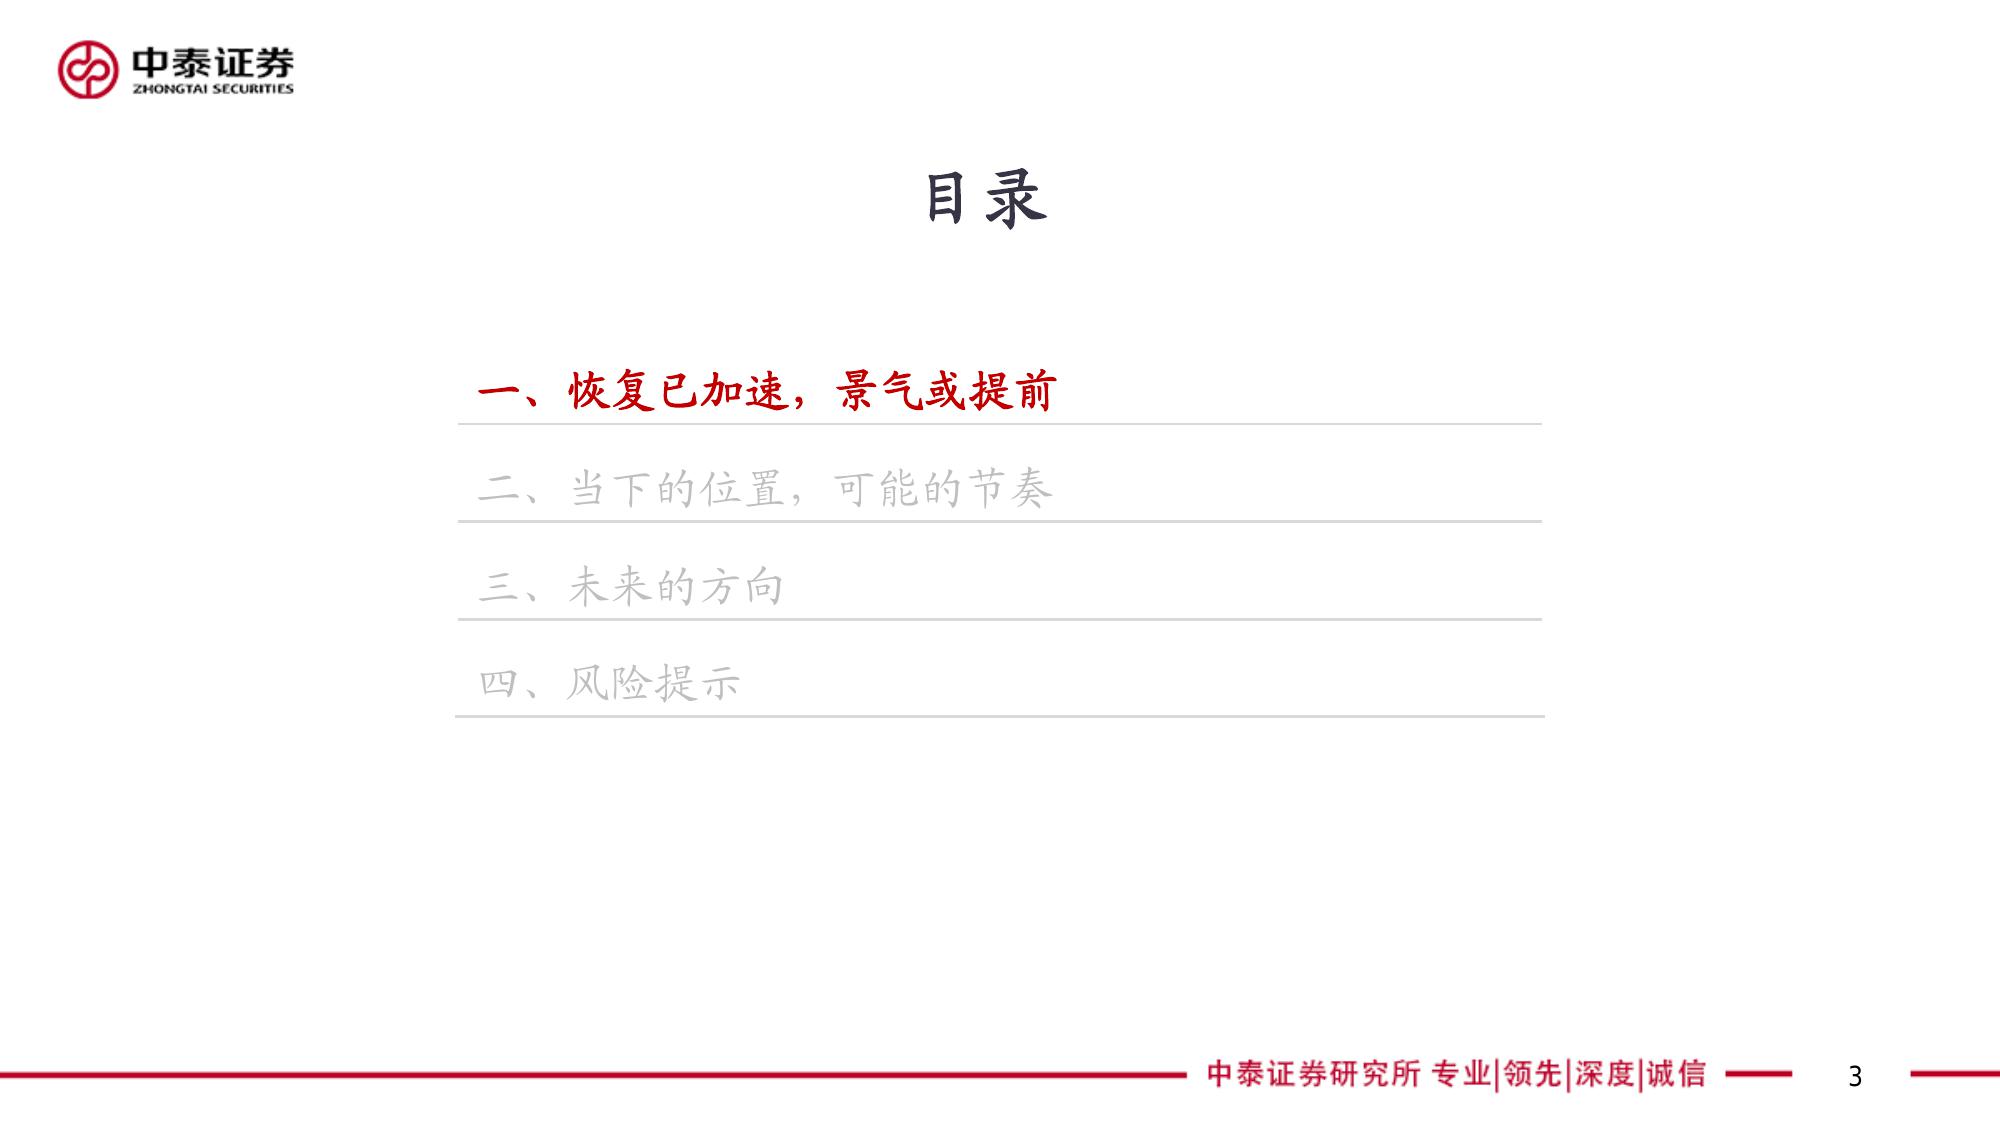 中泰证券
ZHONGTAI SECURITIES
目录
一、恢复已加速，景气或提前
二、当下的位置，可能的节奏
三、未来的方向
四、风险提示
中泰证券研究所 专业|领先|深度|诚信
3